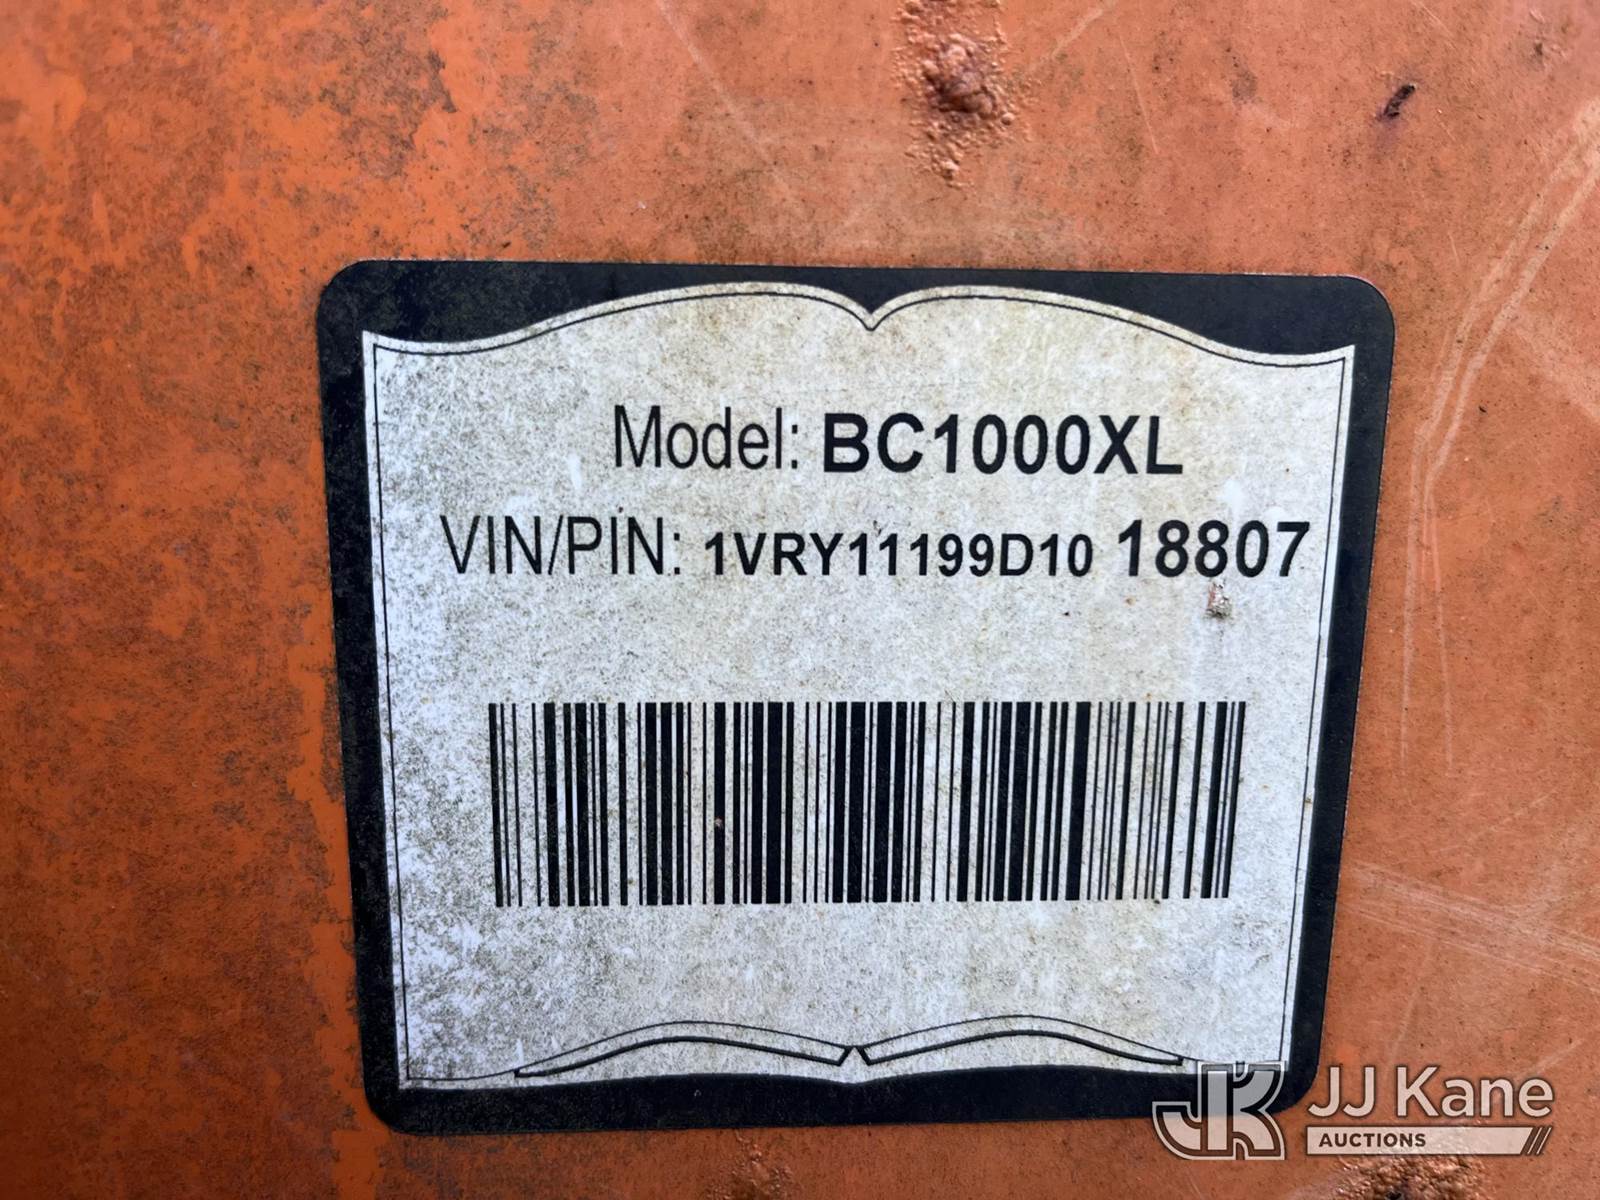 Model: BC1000XL
VIN/PIN: 1VRY11199D10 18807
JJ Kane
AUCTIONS